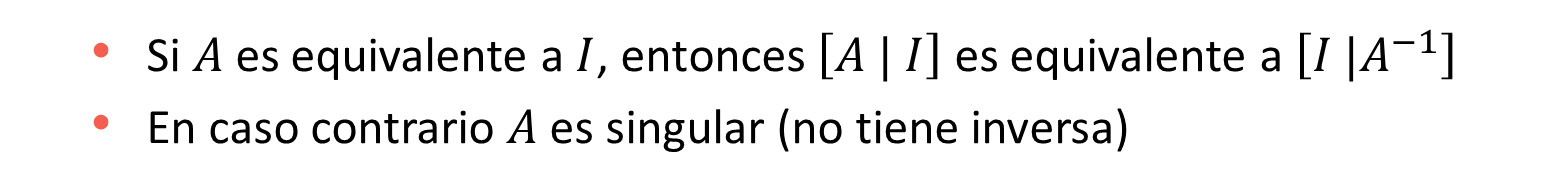 • Si A es equivalente a I, entonces [A | I] es equivalente a [I |A⁻¹]
• En caso contrario A es singular (no tiene inversa)